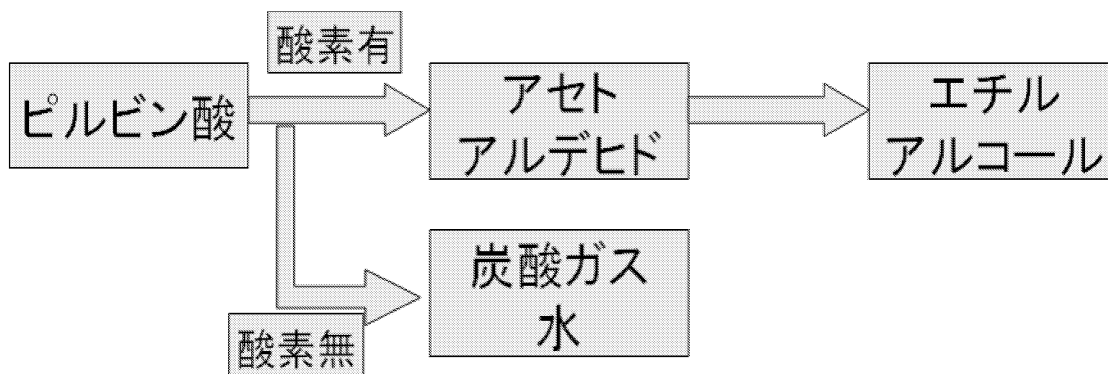 酸素有
ピルビン酸
アセト
アルデヒド
エチル
アルコール
炭酸ガス
水
酸素無